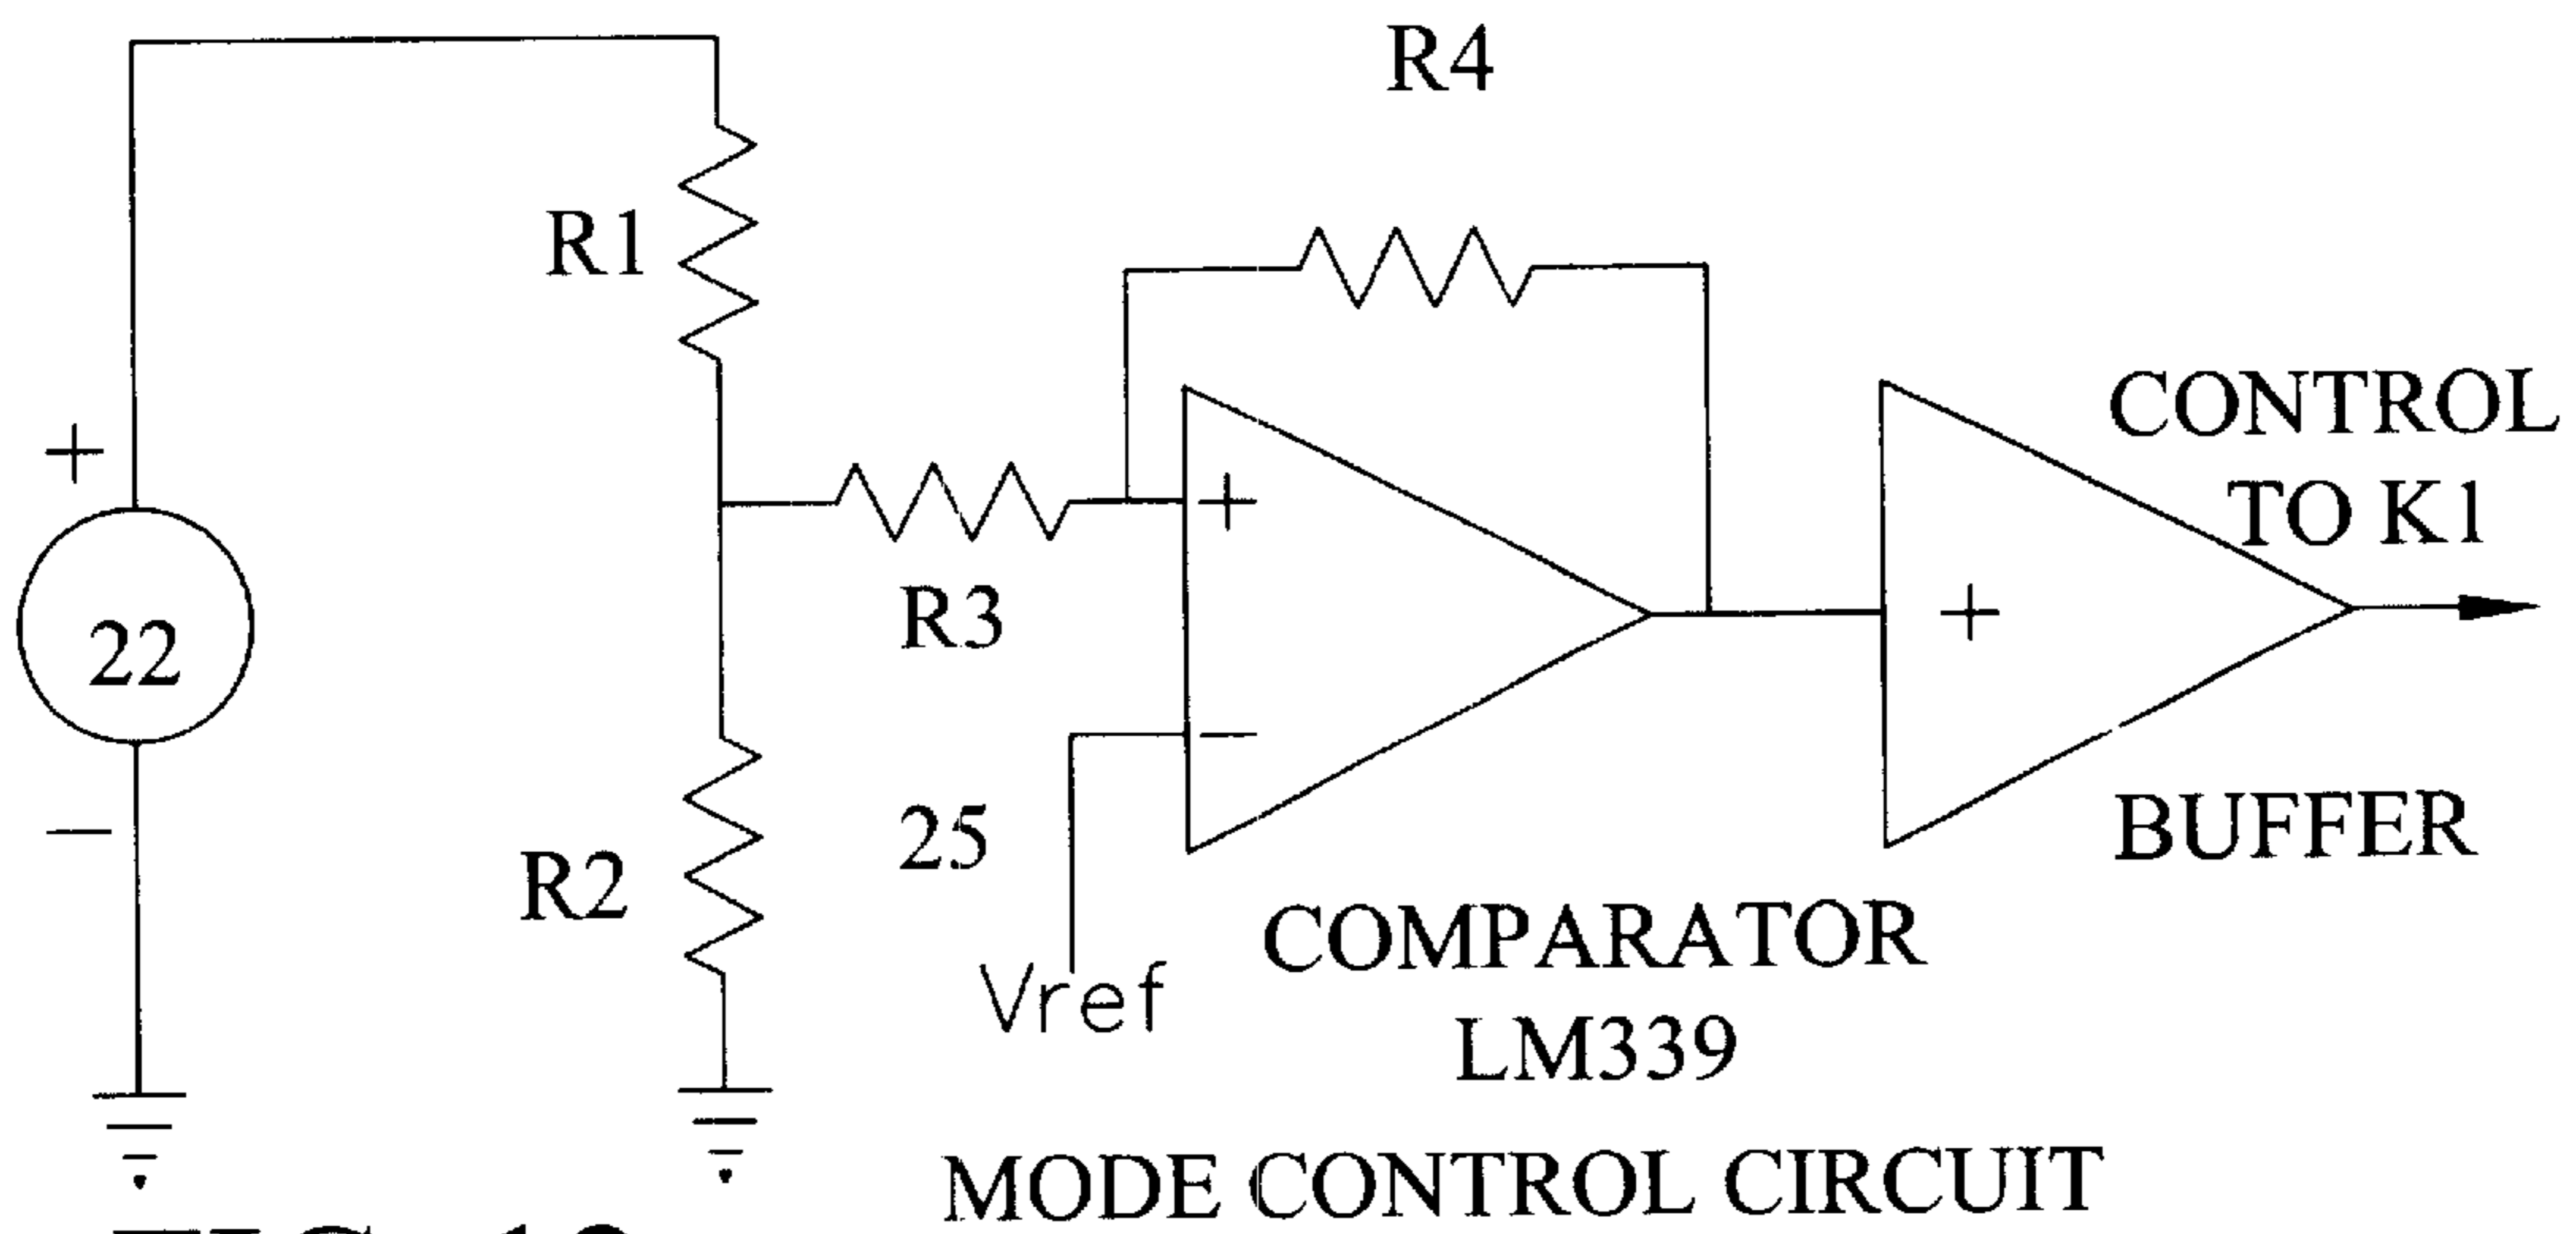 R4
R1
+
CONTROL
TO K1
+
+
R3
22
−
25
−
BUFFER
R2
Vref
COMPARATOR
LM339
MODE CONTROL CIRCUIT